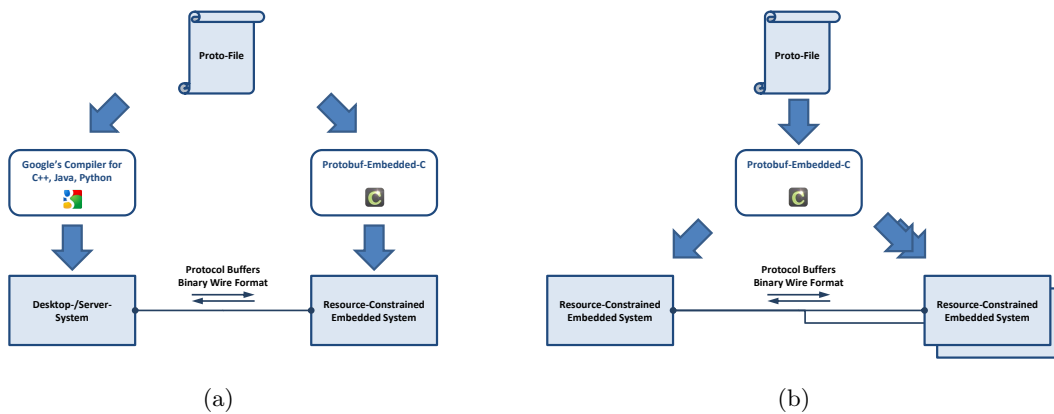 Proto-File
Google's Compiler for
C++, Java, Python
Protobuf-Embedded-C
C
Protocol Buffers
Binary Wire Format
Desktop-/Server-
System
Resource-Constrained
Embedded System
(a)
Proto-File
Protobuf-Embedded-C
C
Protocol Buffers
Binary Wire Format
Resource-Constrained
Embedded System
Resource-Constrained
Embedded System
(b)